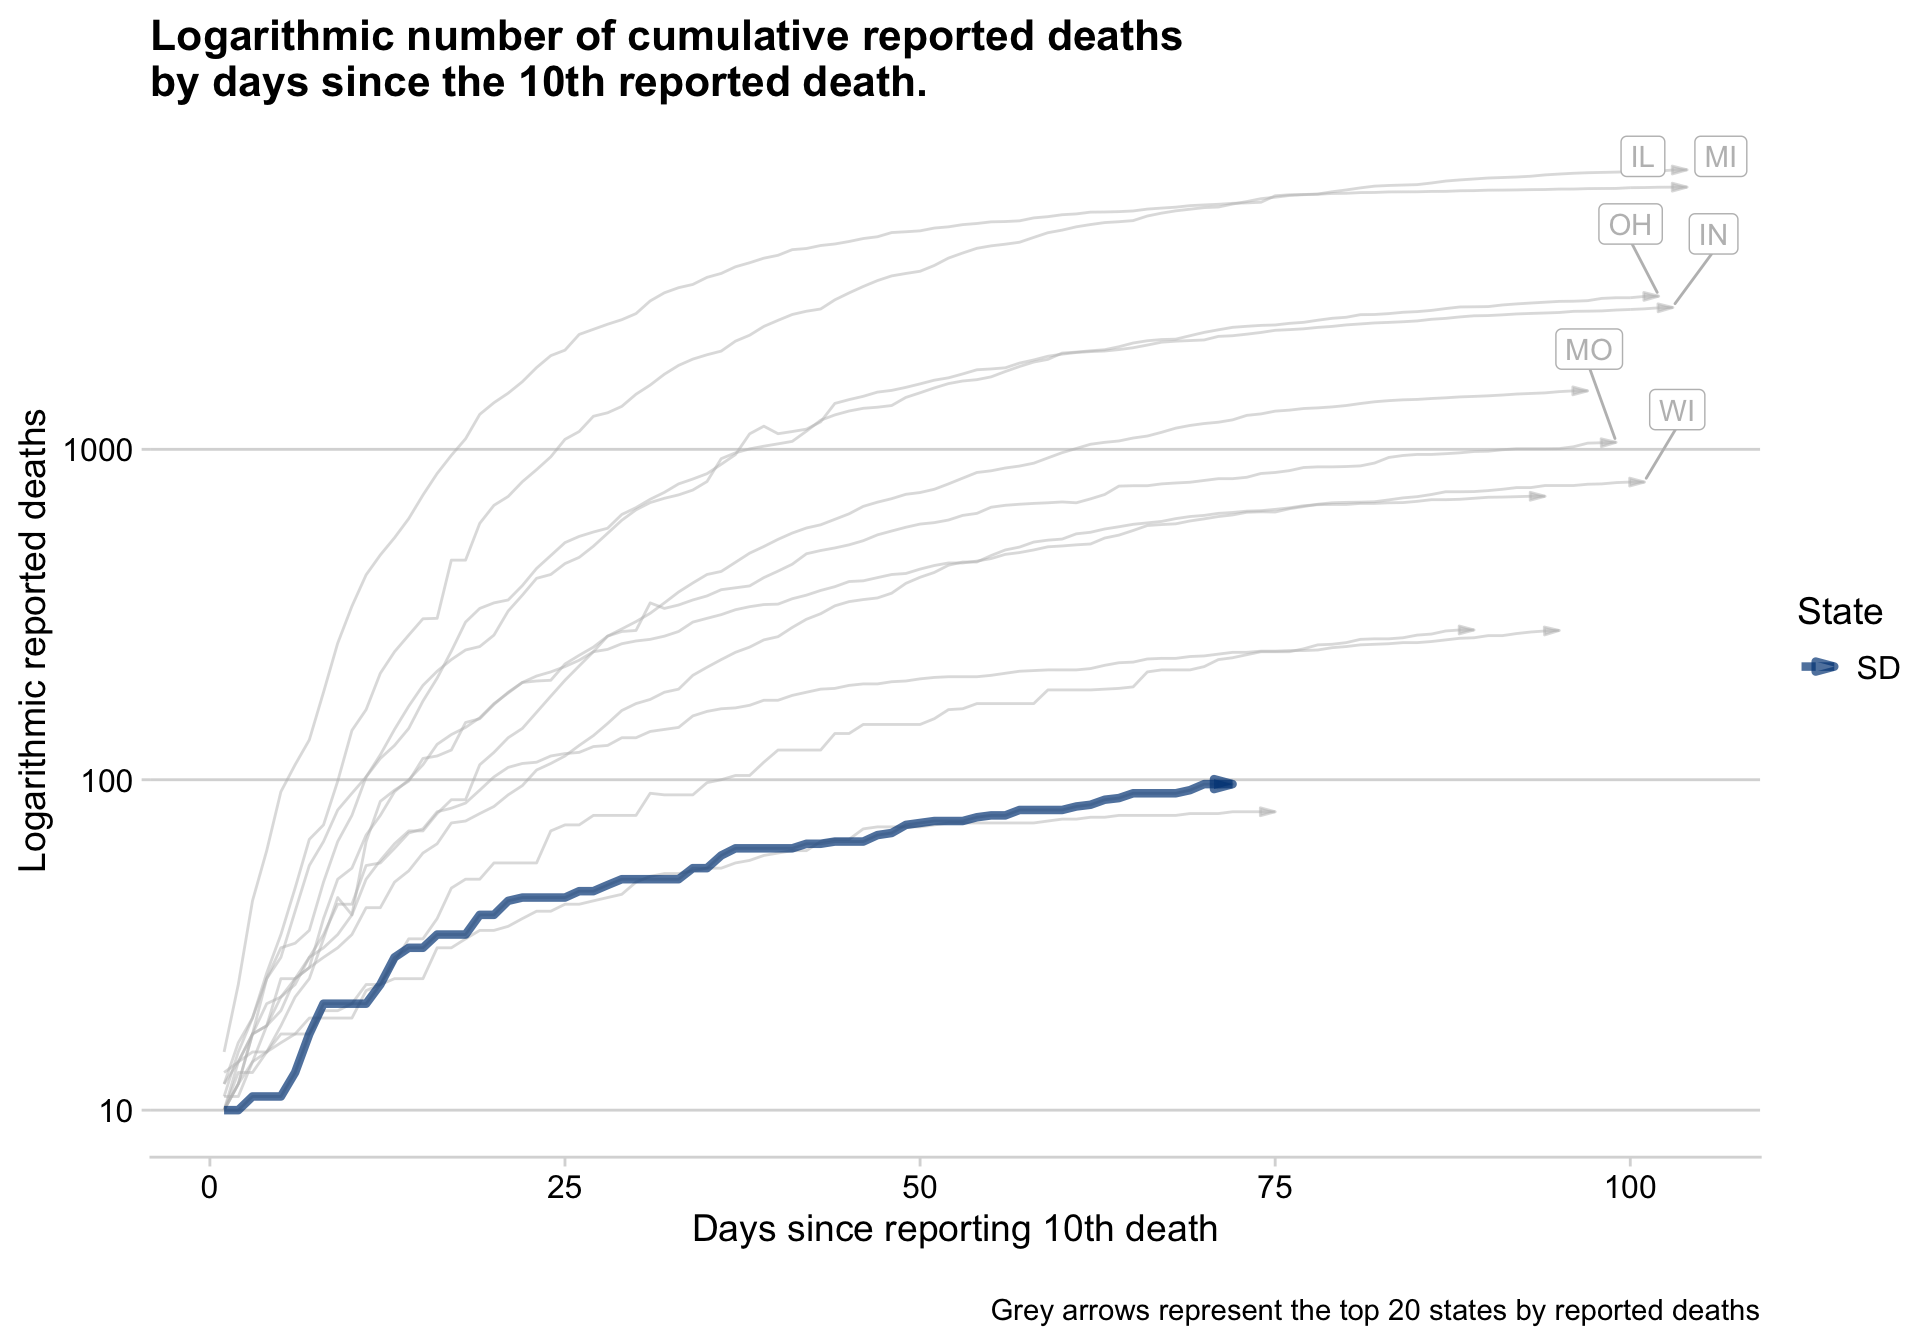 Logarithmic number of cumulative reported deaths
by days since the 10th reported death.
IL
MI
OH
IN
MO
WI
Logarithmic reported deaths
1000
100
10
State
SD
0
25
50
75
100
Days since reporting 10th death
Grey arrows represent the top 20 states by reported deaths